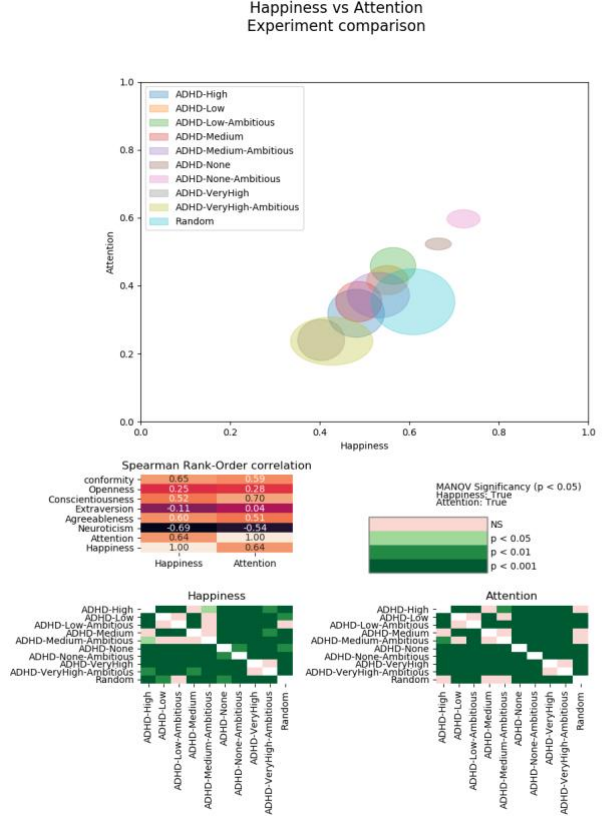 Happiness vs Attention
Experiment comparison
1.0
0.8
0.6
0.4
0.2
0.0
Attention
ADHD-High
ADHD-Low
ADHD-Low-Ambitious
ADHD-Medium
ADHD-Medium-Ambitious
ADHD-None
ADHD-None-Ambitious
ADHD-VeryHigh
ADHD-VeryHigh-Ambitious
Random
0.0 0.2 0.4 0.6 0.8 1.0
Happiness
Spearman Rank-Order correlation
conformity 0.65 0.59
Openness 0.25 0.28
Conscientiousness 0.52 0.70
Extraversion -0.11 0.04
Agreeableness 0.60 0.51
Neuroticism -0.69 -0.54
Attention 0.64 1.00
Happiness 1.00 0.64
Happiness Attention
MANOV Significancy (p < 0.05)
Happiness: True
Attention: True
NS
p < 0.05
p < 0.01
p < 0.001
Happiness
ADHD-High
ADHD-Low
ADHD-Low-Ambitious
ADHD-Medium
ADHD-Medium-Ambitious
ADHD-None
ADHD-None-Ambitious
ADHD-VeryHigh
ADHD-VeryHigh-Ambitious
Random
ADHD-High
ADHD-Low
ADHD-Low-Ambitious
ADHD-Medium
ADHD-Medium-Ambitious
ADHD-None
ADHD-None-Ambitious
ADHD-VeryHigh
ADHD-VeryHigh-Ambitious
Random
Attention
ADHD-High
ADHD-Low
ADHD-Low-Ambitious
ADHD-Medium
ADHD-Medium-Ambitious
ADHD-None
ADHD-None-Ambitious
ADHD-VeryHigh
ADHD-VeryHigh-Ambitious
Random
ADHD-High
ADHD-Low
ADHD-Low-Ambitious
ADHD-Medium
ADHD-Medium-Ambitious
ADHD-None
ADHD-None-Ambitious
ADHD-VeryHigh
ADHD-VeryHigh-Ambitious
Random